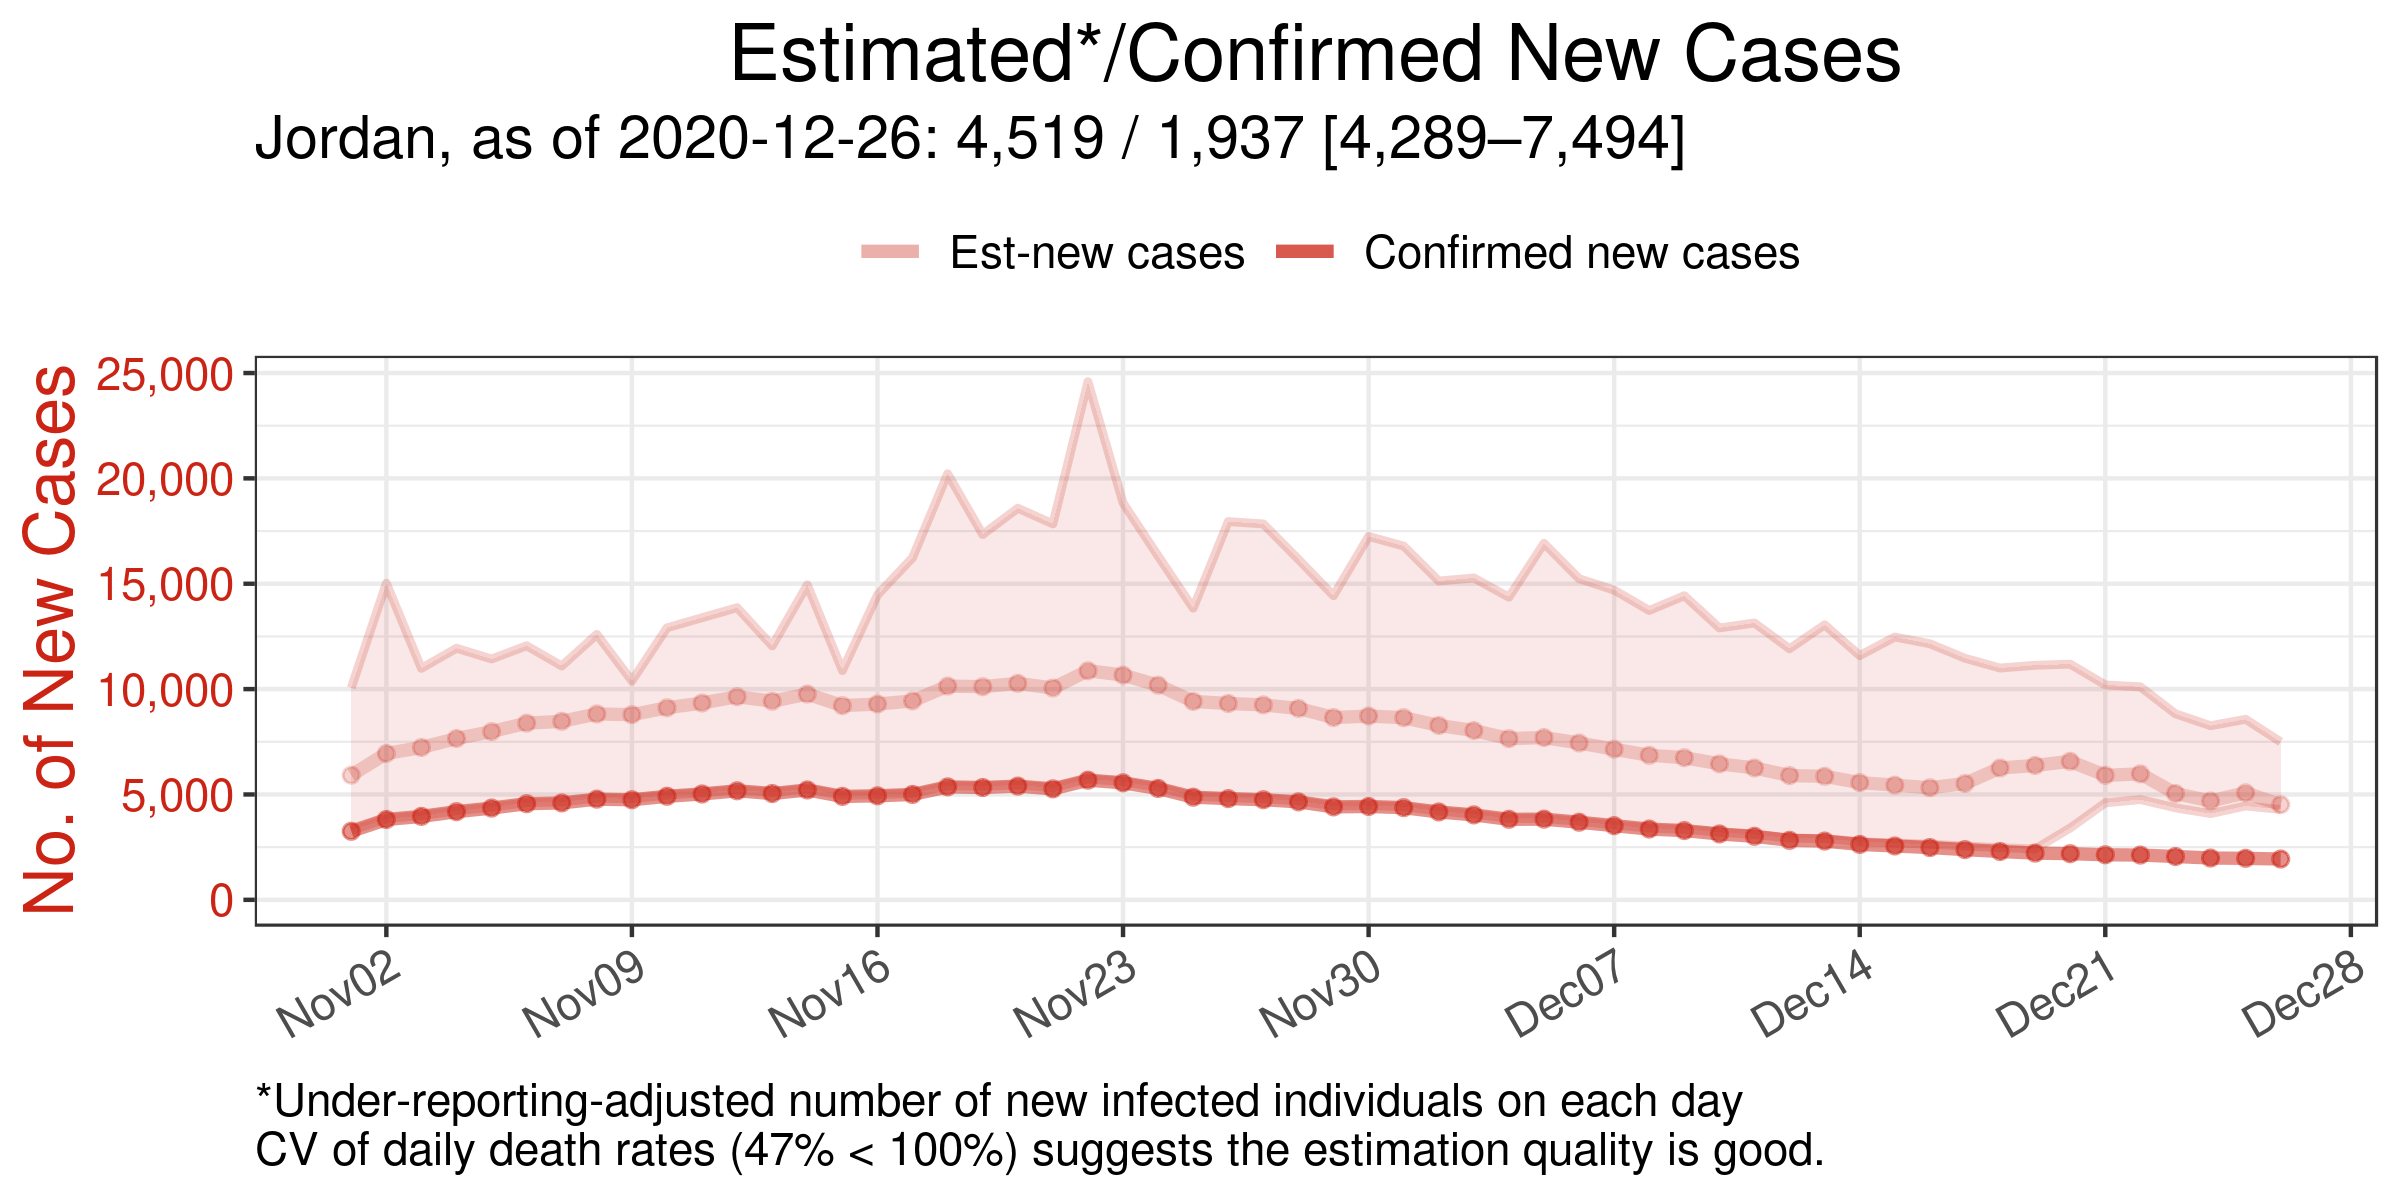 Estimated*/Confirmed New Cases
Jordan, as of 2020-12-26: 4,519 / 1,937 [4,289–7,494]
Est-new cases
Confirmed new cases
No. of New Cases
25,000
20,000
15,000
10,000
5,000
0
Nov02
Nov09
Nov16
Nov23
Nov30
Dec07
Dec14
Dec21
Dec28
*Under-reporting-adjusted number of new infected individuals on each day
CV of daily death rates (47% < 100%) suggests the estimation quality is good.